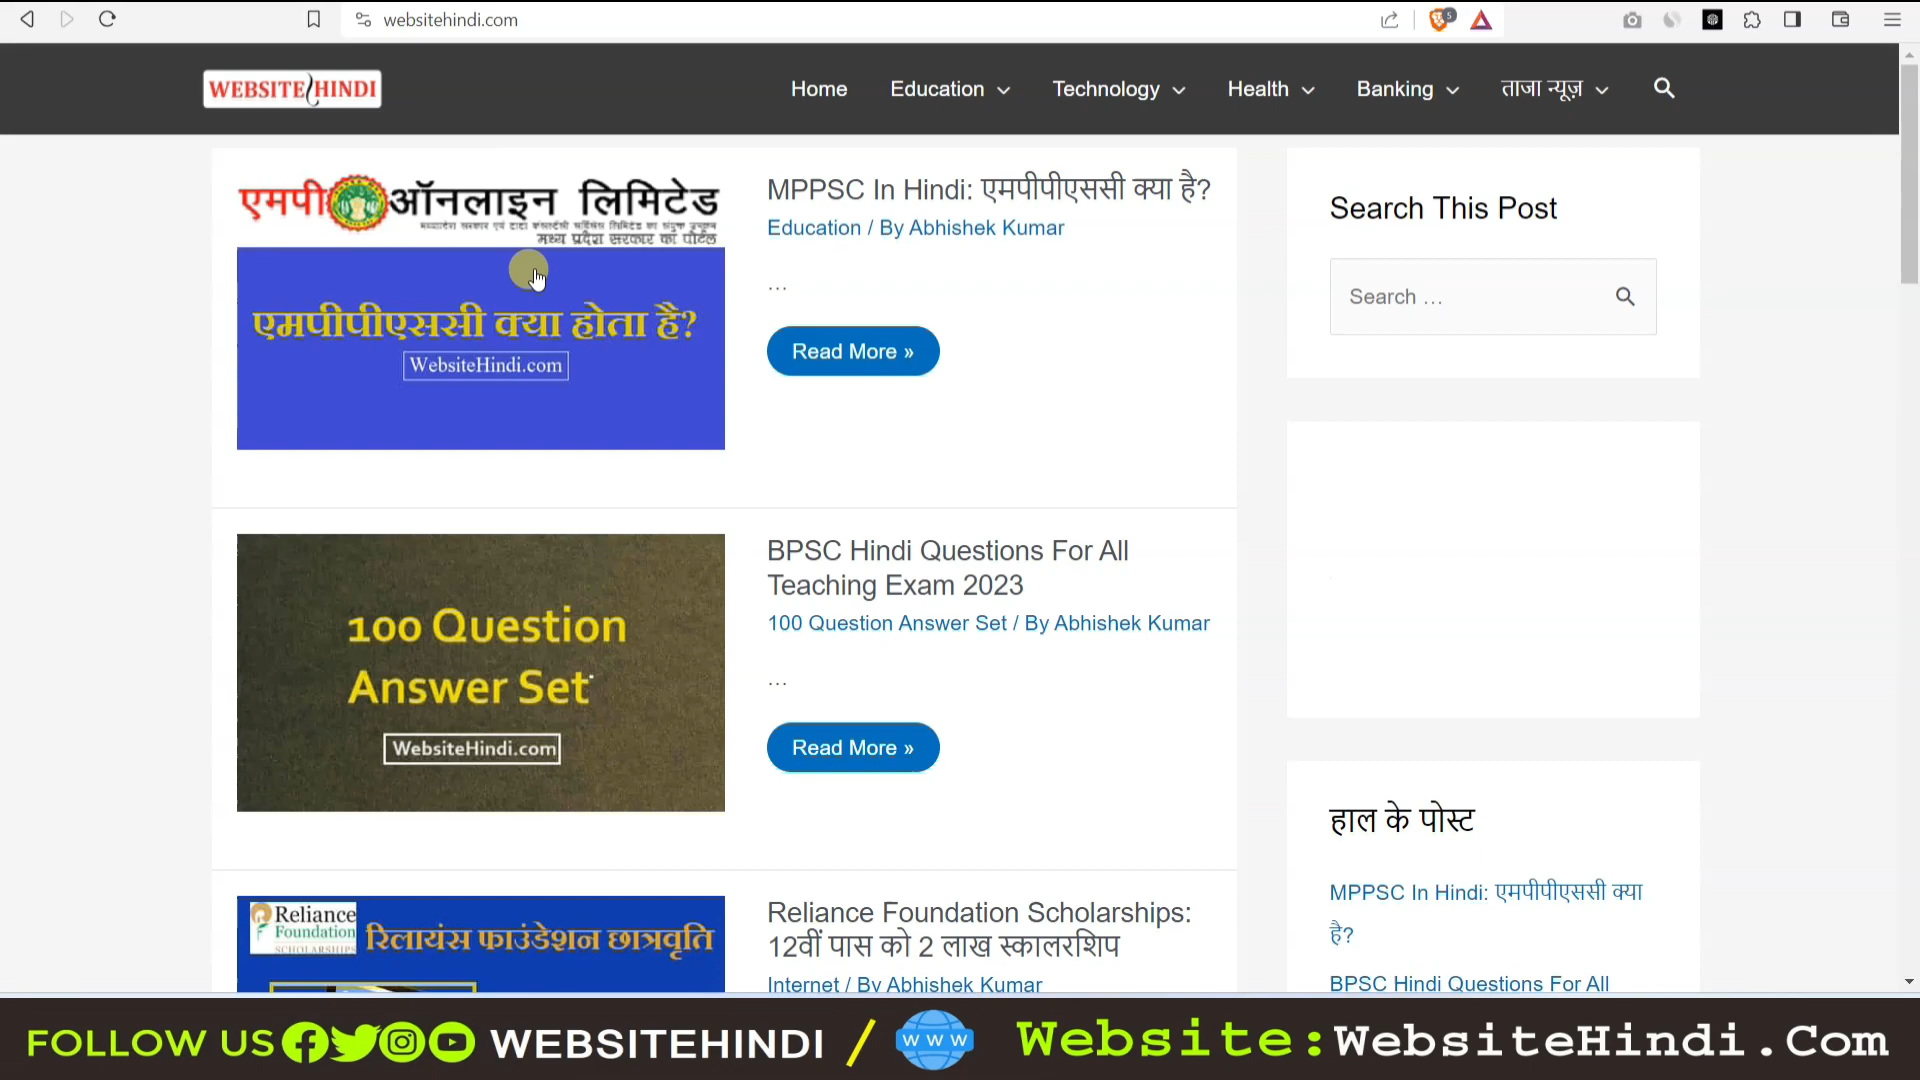 websitehindi.com
5
WEBSITE HINDI
Home
Education
Technology
Health
Banking
ताजा न्यूज़
एमपी ऑनलाइन लिमिटेड
मध्य प्रदेश सरकार का पोर्टल
एमपीपीएससी क्या होता है?
WebsiteHindi.com
MPPSC In Hindi: एमपीपीएससी क्या है?
Education / By Abhishek Kumar
…
Read More »
100 Question
Answer Set
WebsiteHindi.com
BPSC Hindi Questions For All
Teaching Exam 2023
100 Question Answer Set / By Abhishek Kumar
…
Read More »
Reliance
Foundation
SCHOLARSHIPS
रिलायंस फाउंडेशन छात्रवृति
Reliance Foundation Scholarships:
12वीं पास को 2 लाख स्कालरशिप
Internet / By Abhishek Kumar
Search This Post
Search …
हाल के पोस्ट
MPPSC In Hindi: एमपीपीएससी क्या
है?
BPSC Hindi Questions For All
FOLLOW US WEBSITEHINDI / WWW Website:WebsiteHindi.Com